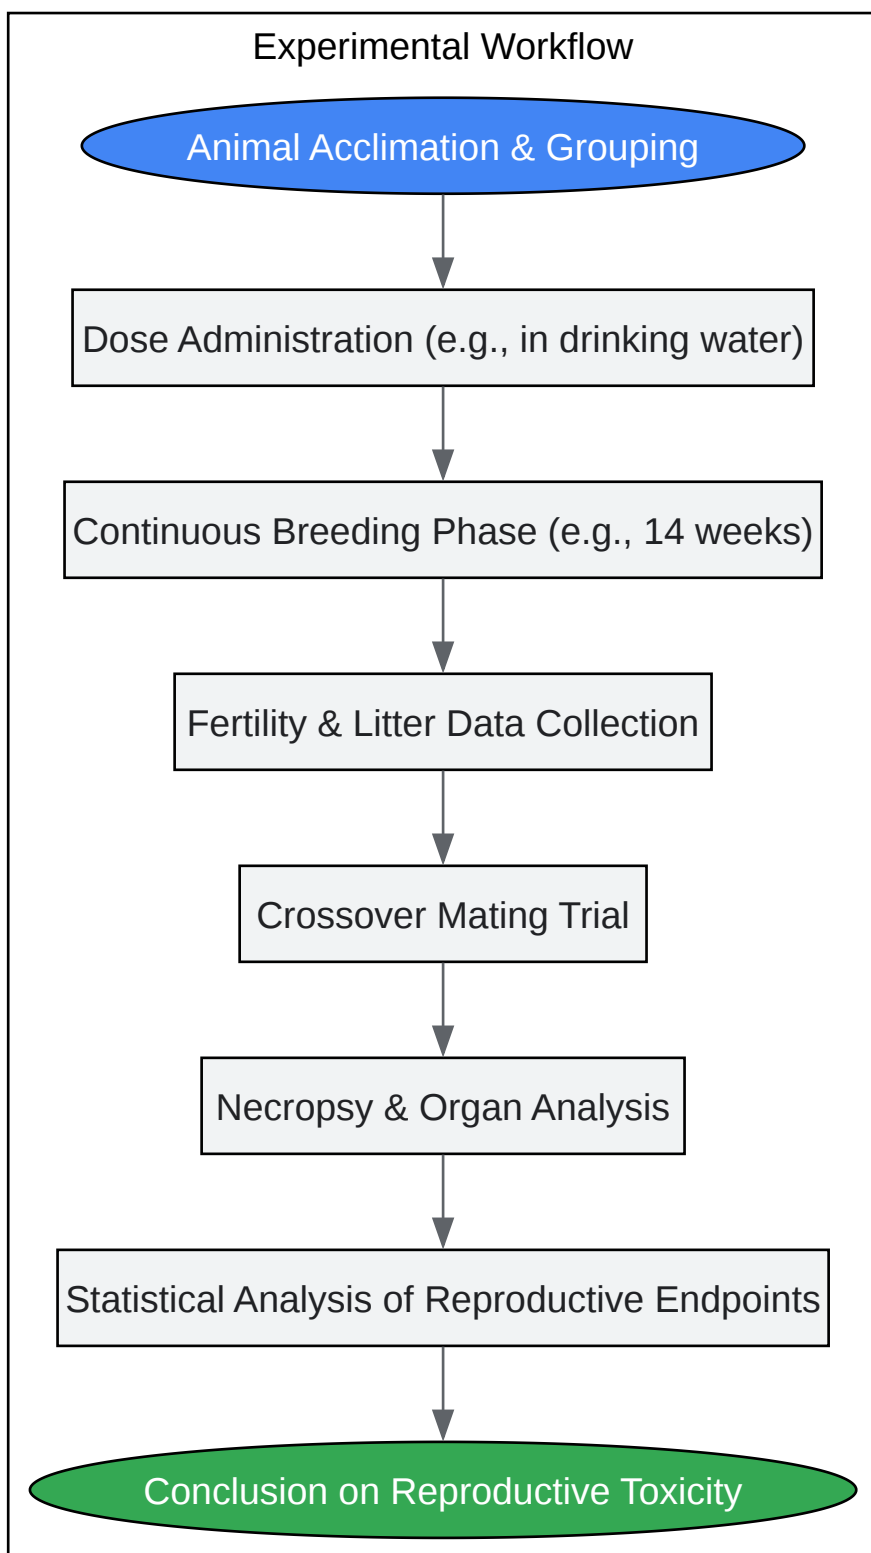 Experimental Workflow
Animal Acclimation & Grouping
Dose Administration (e.g., in drinking water)
Continuous Breeding Phase (e.g., 14 weeks)
Fertility & Litter Data Collection
Crossover Mating Trial
Necropsy & Organ Analysis
Statistical Analysis of Reproductive Endpoints
Conclusion on Reproductive Toxicity